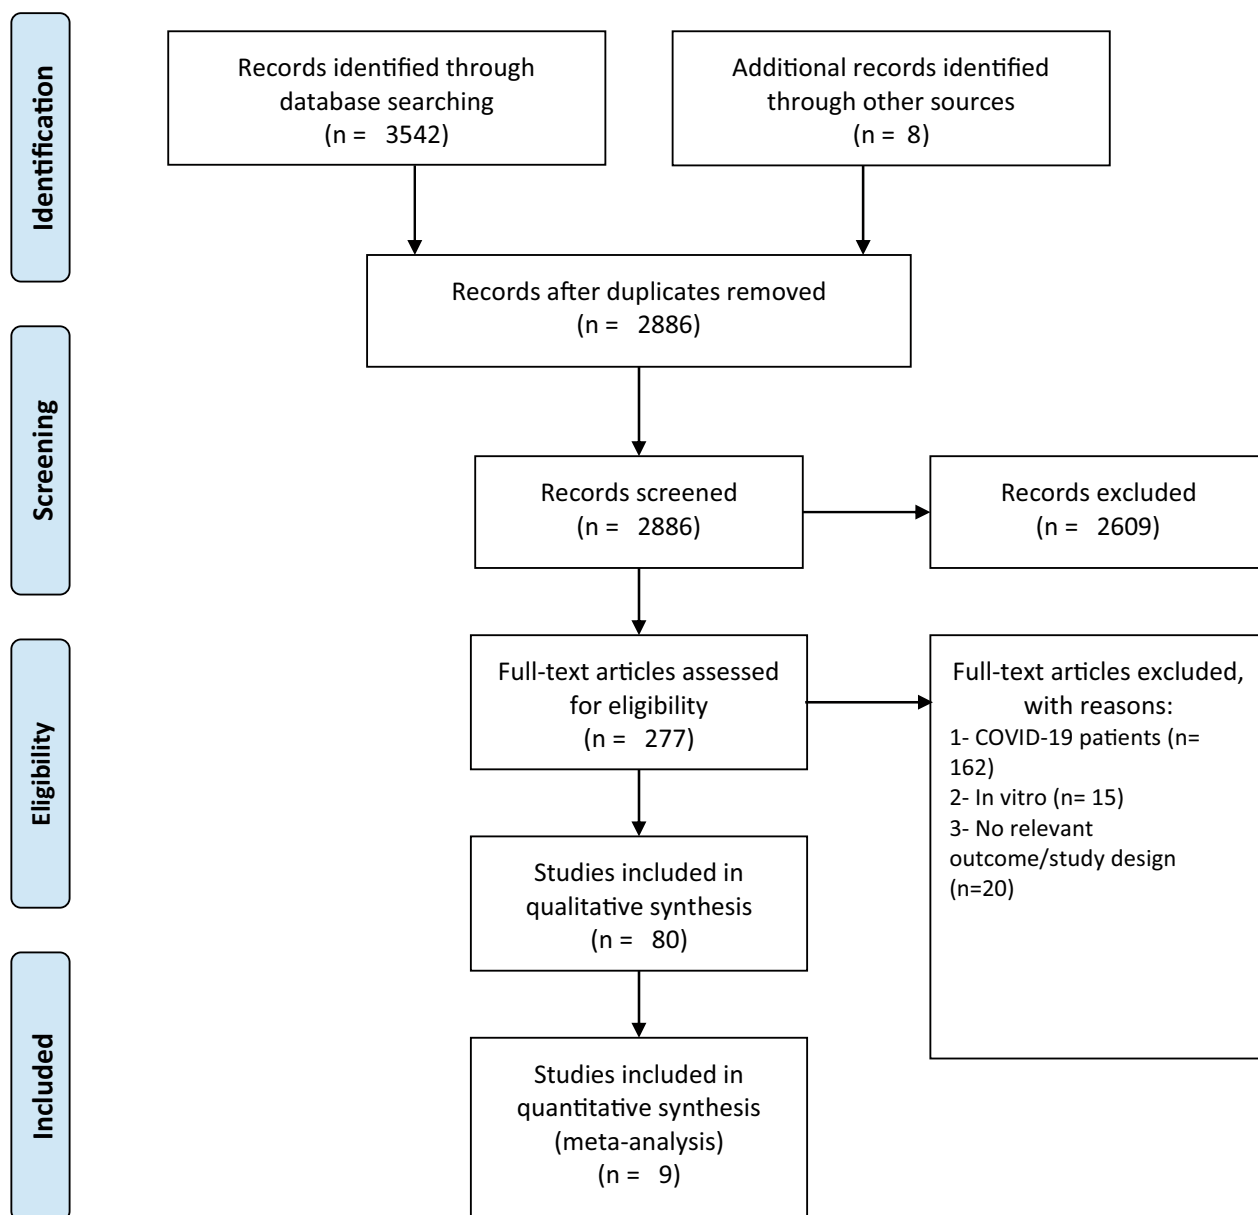 Identification
Records identified through
database searching
(n =   3542)
Additional records identified
through other sources
(n =  8)
Records after duplicates removed
(n =   2886)
Screening
Records screened
(n =   2886)
Records excluded
(n =   2609)
Eligibility
Full-text articles assessed
for eligibility
(n =   277)
Full-text articles excluded,
with reasons:
1- COVID-19 patients (n=
162)
2- In vitro (n= 15)
3- No relevant
outcome/study design
(n=20)
Studies included in
qualitative synthesis
(n =   80)
Included
Studies included in
quantitative synthesis
(meta-analysis)
(n =   9)